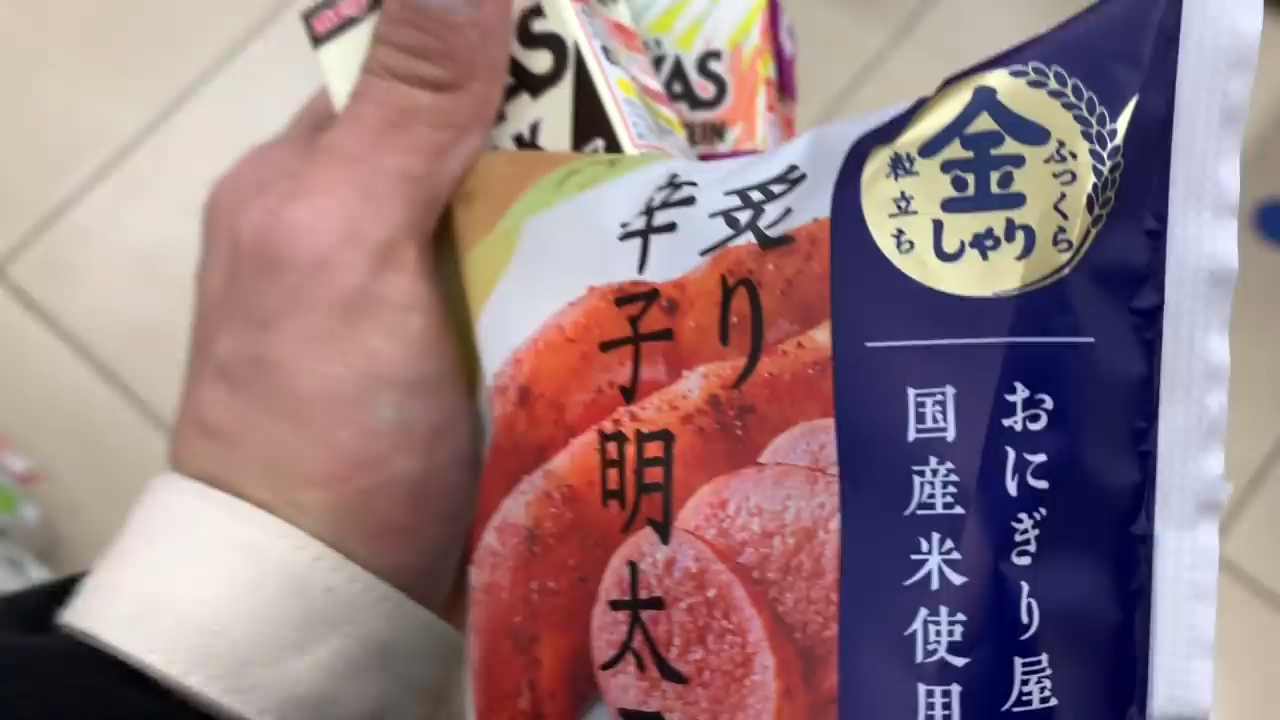 金しゃり
ふっくら
粒立ち
おにぎり屋
国産米使用
炙り
辛子明太